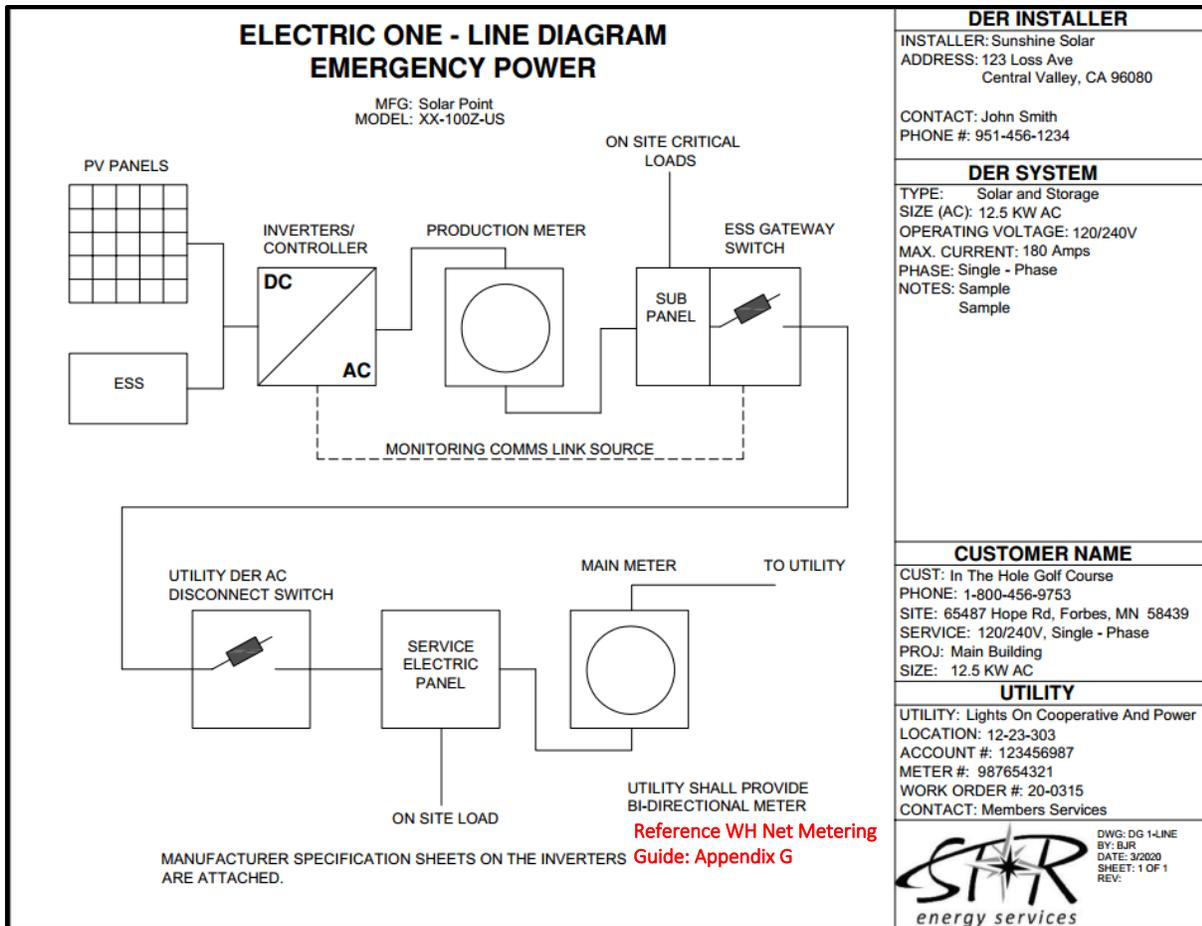 ELECTRIC ONE - LINE DIAGRAM
EMERGENCY POWER
MFG: Solar Point
MODEL: XX-100Z-US
PV PANELS
ON SITE CRITICAL
LOADS
INVERTERS/
CONTROLLER
PRODUCTION METER
ESS GATEWAY
SWITCH
DC
AC
SUB
PANEL
ESS
MONITORING COMMS LINK SOURCE
UTILITY DER AC
DISCONNECT SWITCH
MAIN METER
TO UTILITY
SERVICE
ELECTRIC
PANEL
ON SITE LOAD
UTILITY SHALL PROVIDE
BI-DIRECTIONAL METER
Reference WH Net Metering
Guide: Appendix G
MANUFACTURER SPECIFICATION SHEETS ON THE INVERTERS
ARE ATTACHED.
DER INSTALLER
INSTALLER: Sunshine Solar
ADDRESS: 123 Loss Ave
Central Valley, CA 96080
CONTACT: John Smith
PHONE #: 951-456-1234
DER SYSTEM
TYPE: Solar and Storage
SIZE (AC): 12.5 KW AC
OPERATING VOLTAGE: 120/240V
MAX. CURRENT: 180 Amps
PHASE: Single - Phase
NOTES: Sample
Sample
CUSTOMER NAME
CUST: In The Hole Golf Course
PHONE: 1-800-456-9753
SITE: 65487 Hope Rd, Forbes, MN 58439
SERVICE: 120/240V, Single - Phase
PROJ: Main Building
SIZE: 12.5 KW AC
UTILITY
UTILITY: Lights On Cooperative And Power
LOCATION: 12-23-303
ACCOUNT #: 123456987
METER #: 987654321
WORK ORDER #: 20-0315
CONTACT: Members Services
STAR
energy services
DWG: DG 1-LINE
BY: BJR
DATE: 3/2020
SHEET: 1 OF 1
REV: